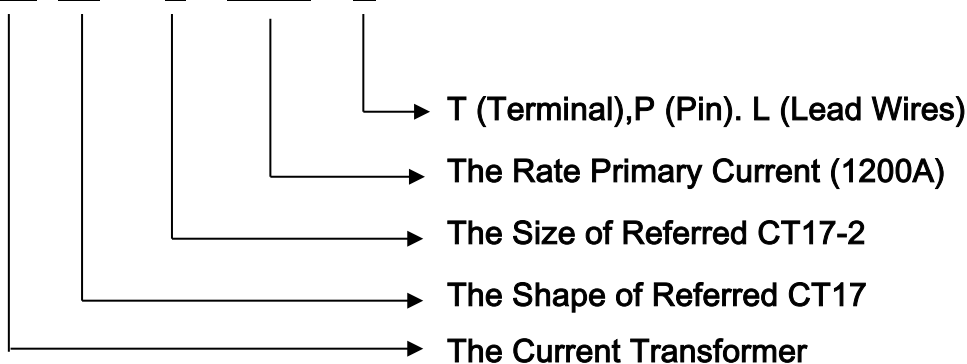 T (Terminal),P (Pin). L (Lead Wires)
The Rate Primary Current (1200A)
The Size of Referred CT17-2
The Shape of Referred CT17
The Current Transformer